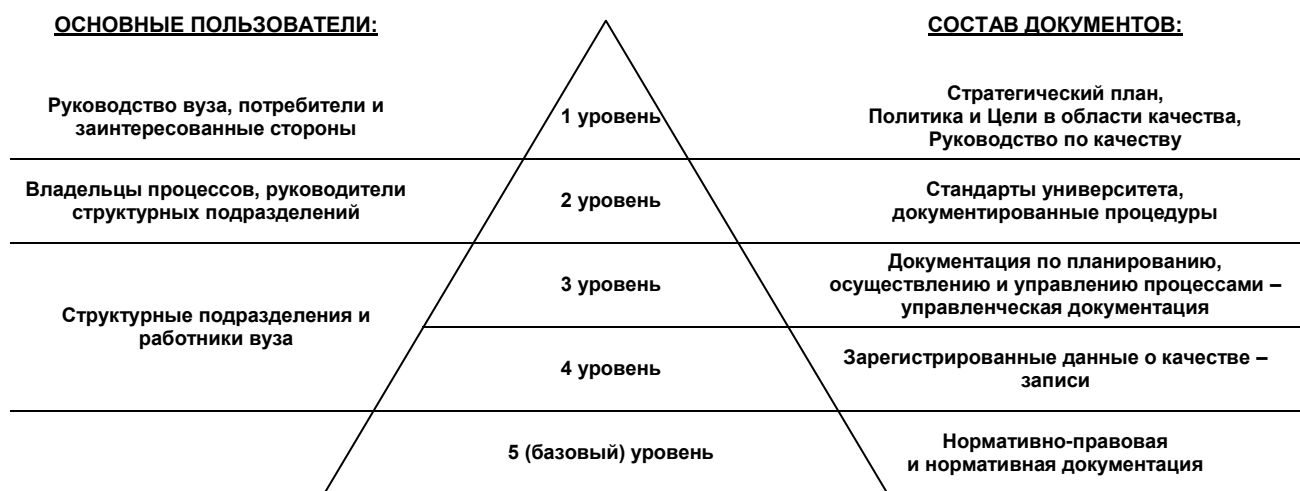 ОСНОВНЫЕ ПОЛЬЗОВАТЕЛИ:
СОСТАВ ДОКУМЕНТОВ:
Руководство вуза, потребители и
заинтересованные стороны
1 уровень
Стратегический план,
Политика и Цели в области качества,
Руководство по качеству
Владельцы процессов, руководители
структурных подразделений
2 уровень
Стандарты университета,
документированные процедуры
Структурные подразделения и
работники вуза
3 уровень
Документация по планированию,
осуществлению и управлению процессами –
управленческая документация
4 уровень
Зарегистрированные данные о качестве –
записи
5 (базовый) уровень
Нормативно-правовая
и нормативная документация